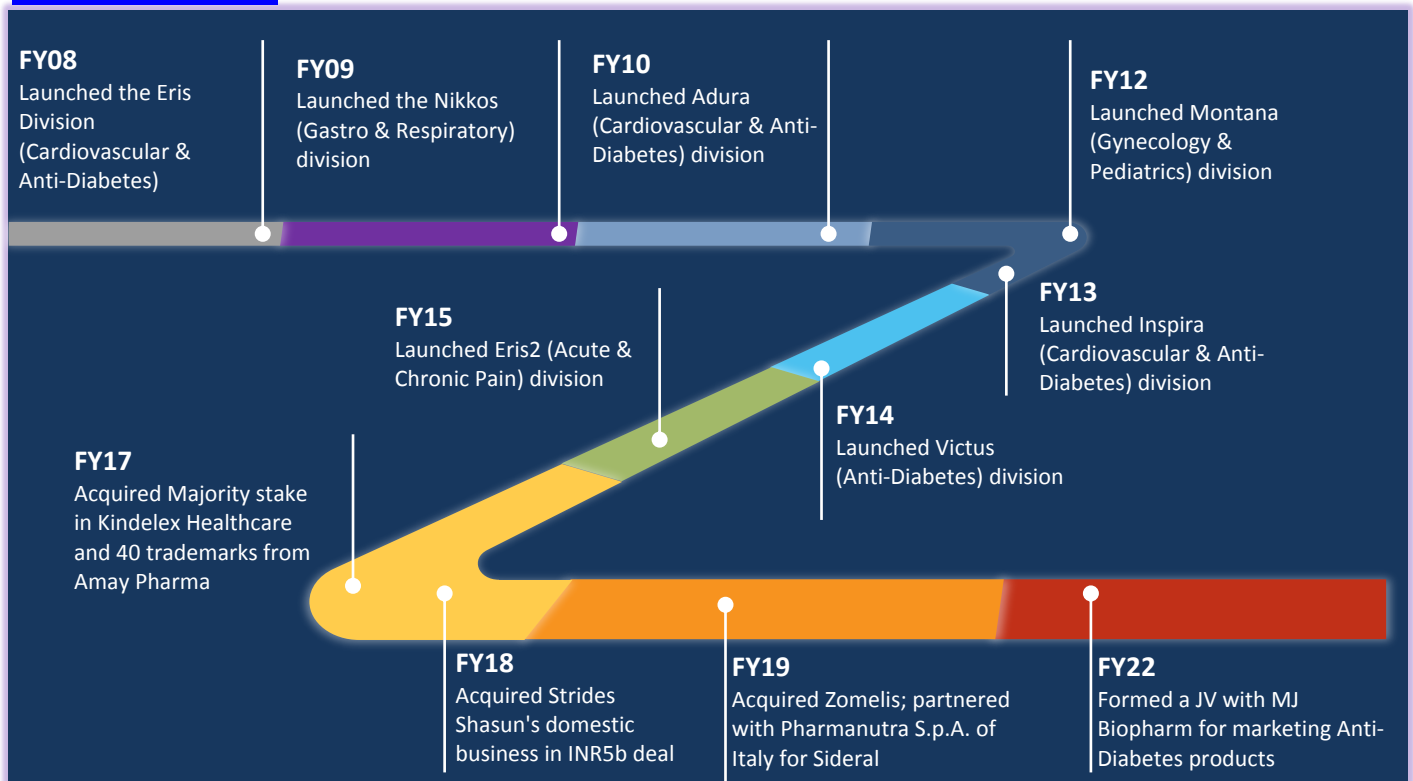 FY08
Launched the Eris
Division
(Cardiovascular &
Anti-Diabetes)
FY09
Launched the Nikkos
(Gastro & Respiratory)
division
FY10
Launched Adura
(Cardiovascular & Anti-
Diabetes) division
FY12
Launched Montana
(Gynecology &
Pediatrics) division
FY13
Launched Inspira
(Cardiovascular & Anti-
Diabetes) division
FY14
Launched Victus
(Anti-Diabetes) division
FY15
Launched Eris2 (Acute &
Chronic Pain) division
FY17
Acquired Majority stake
in Kindelex Healthcare
and 40 trademarks from
Amay Pharma
FY18
Acquired Strides
Shasun's domestic
business in INR5b deal
FY19
Acquired Zomelis; partnered
with Pharmanutra S.p.A. of
Italy for Sideral
FY22
Formed a JV with MJ
Biopharm for marketing Anti-
Diabetes products